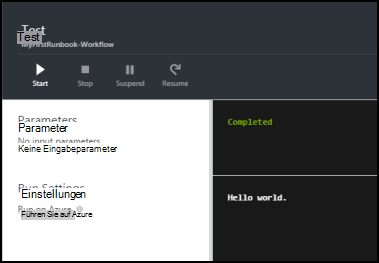 Test
Test
MyFirstRunbook-Workflow
Start Stop Suspend Resume
Parameters
Parameter
No input parameters
Keine Eingabeparameter
Run Settings
Einstellungen
Run on Azure
Führen Sie auf Azure
Completed
Hello world.